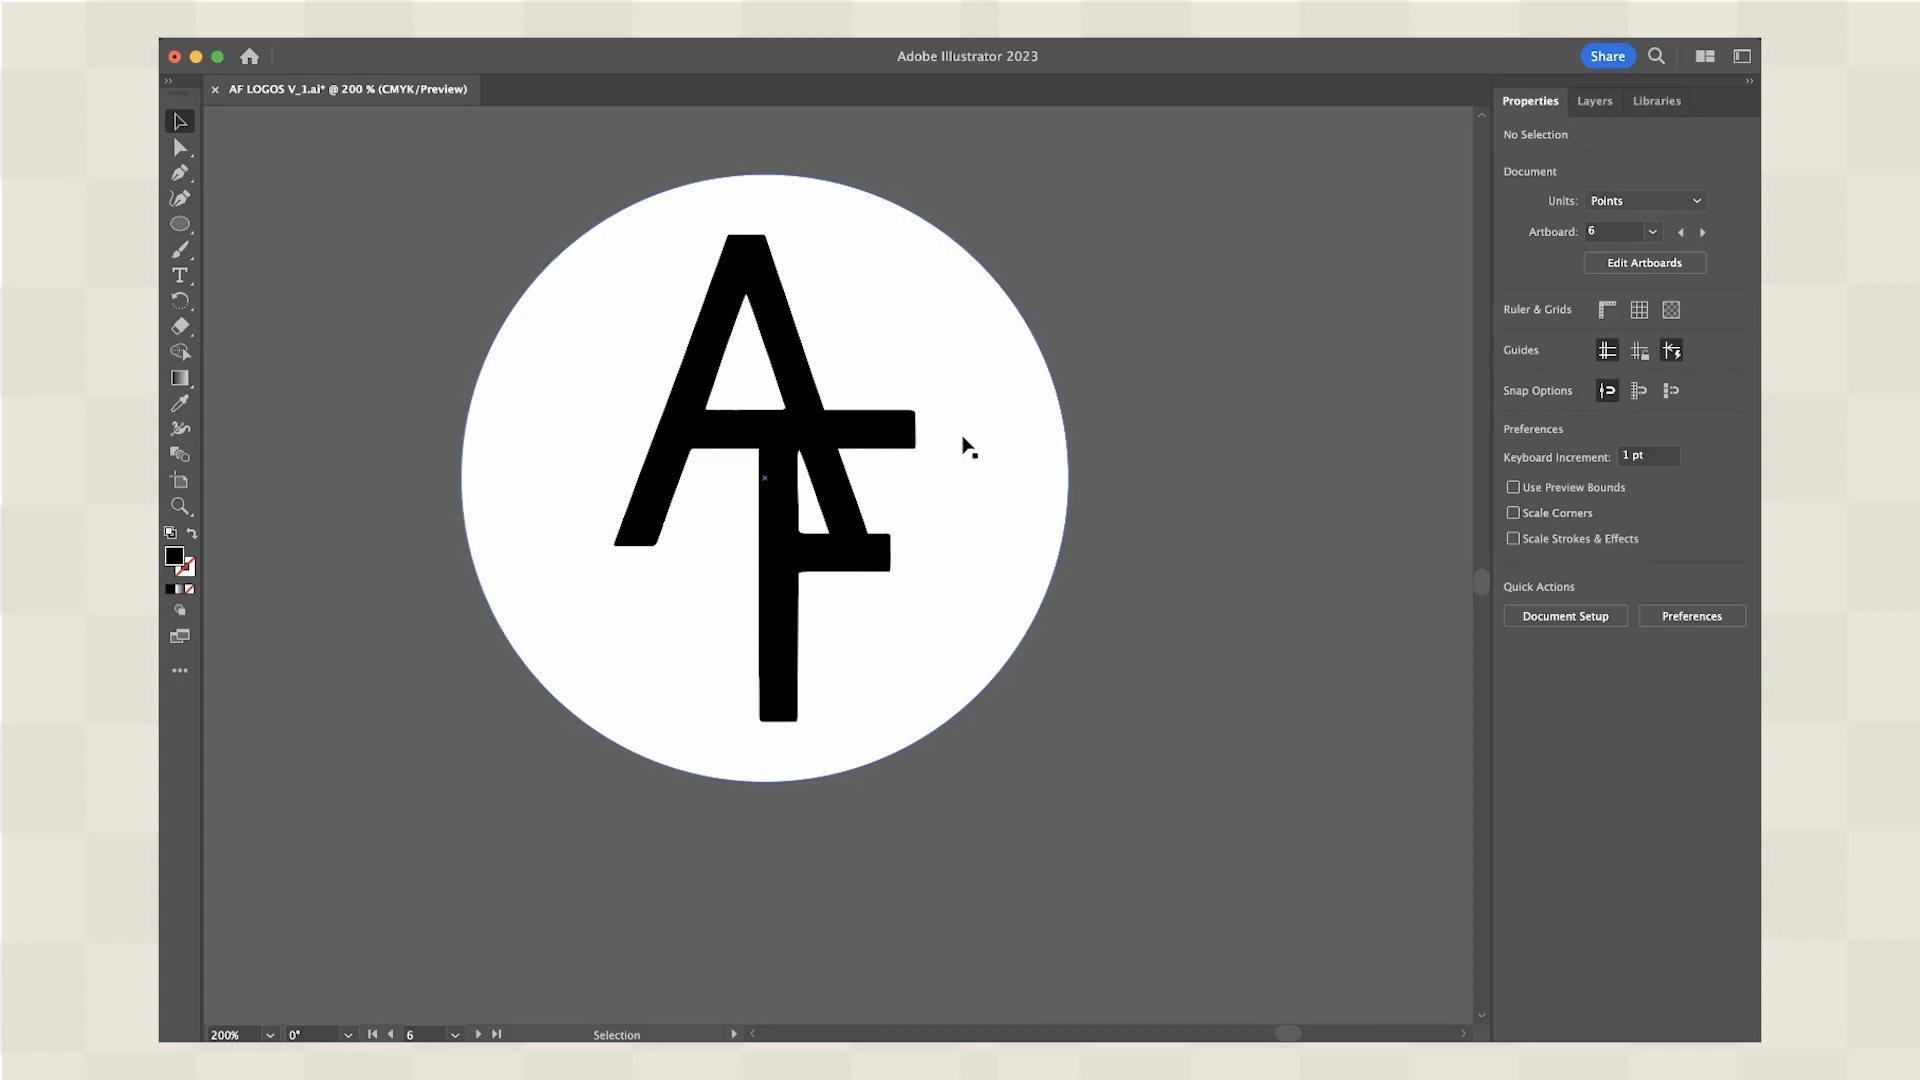 Adobe Illustrator 2023
Share
AF LOGOS V_1.ai* @ 200 % (CMYK/Preview)
Properties
Layers
Libraries
No Selection
Document
Units:
Points
Artboard:
6
Edit Artboards
Ruler & Grids
Guides
Snap Options
Preferences
Keyboard Increment:
1 pt
Use Preview Bounds
Scale Corners
Scale Strokes & Effects
Quick Actions
Document Setup
Preferences
AF
200%
0°
6
Selection